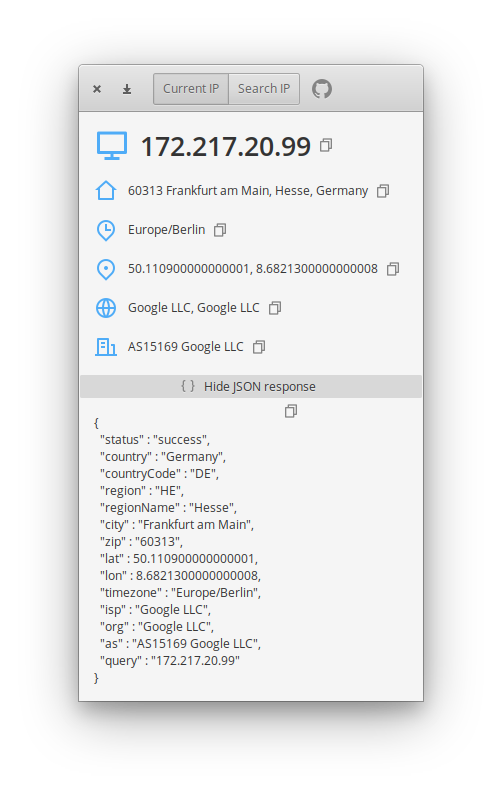 Current IP Search IP
172.217.20.99
60313 Frankfurt am Main, Hesse, Germany
Europe/Berlin
50.110900000000001, 8.6821300000000008
Google LLC, Google LLC
AS15169 Google LLC
{ } Hide JSON response
{
"status" : "success",
"country" : "Germany",
"countryCode" : "DE",
"region" : "HE",
"regionName" : "Hesse",
"city" : "Frankfurt am Main",
"zip" : "60313",
"lat" : 50.110900000000001,
"lon" : 8.6821300000000008,
"timezone" : "Europe/Berlin",
"isp" : "Google LLC",
"org" : "Google LLC",
"as" : "AS15169 Google LLC",
"query" : "172.217.20.99"
}